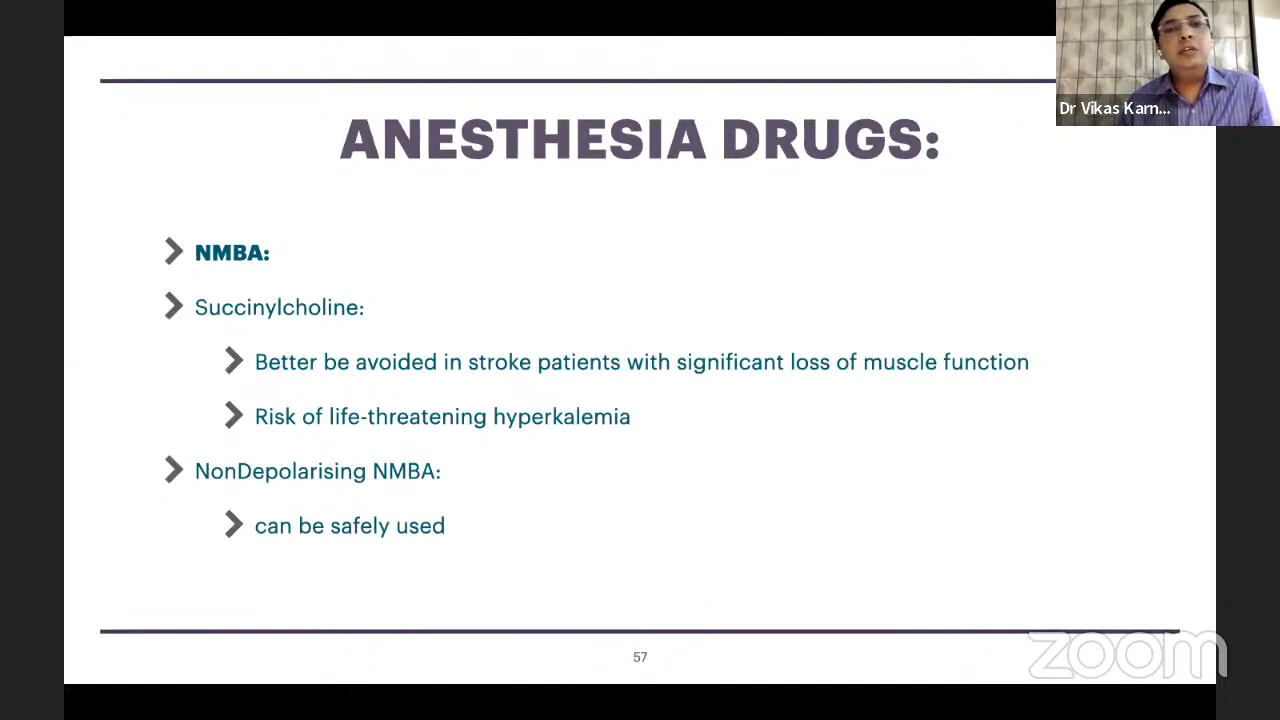 Dr Vikas Karn...
ANESTHESIA DRUGS:
NMBA:
Succinylcholine:
Better be avoided in stroke patients with significant loss of muscle function
Risk of life-threatening hyperkalemia
NonDepolarising NMBA:
can be safely used
57
zoom